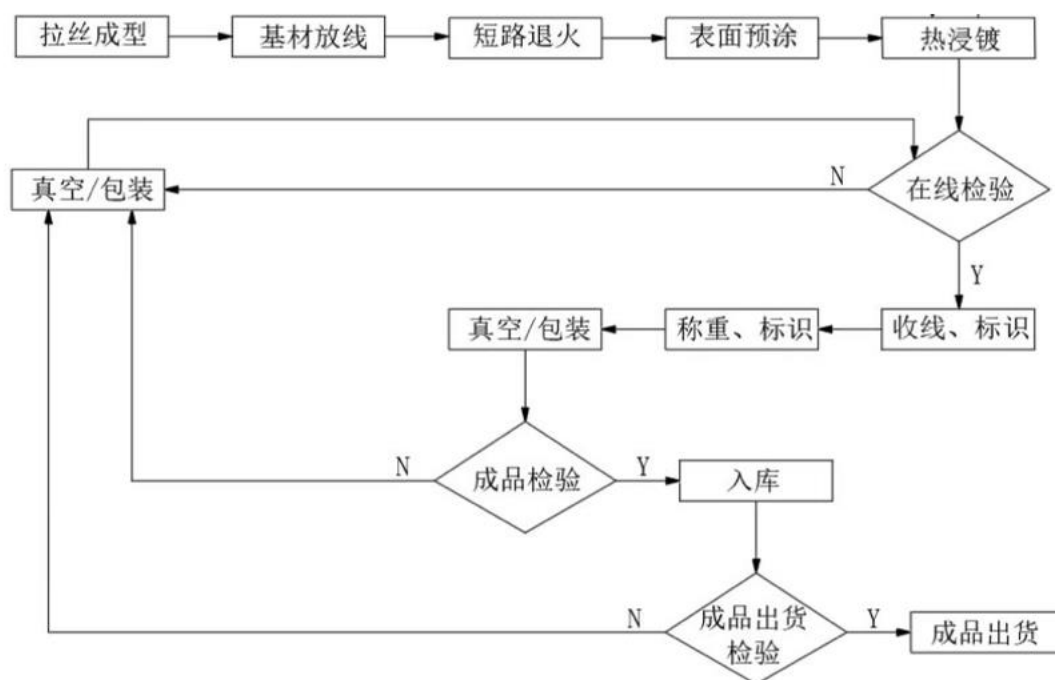 拉丝成型
基材放线
短路退火
表面预涂
热浸镀
真空/包装
N
在线检验
Y
真空/包装
称重、标识
收线、标识
N
成品检验
Y
入库
N
成品出货
检验
Y
成品出货